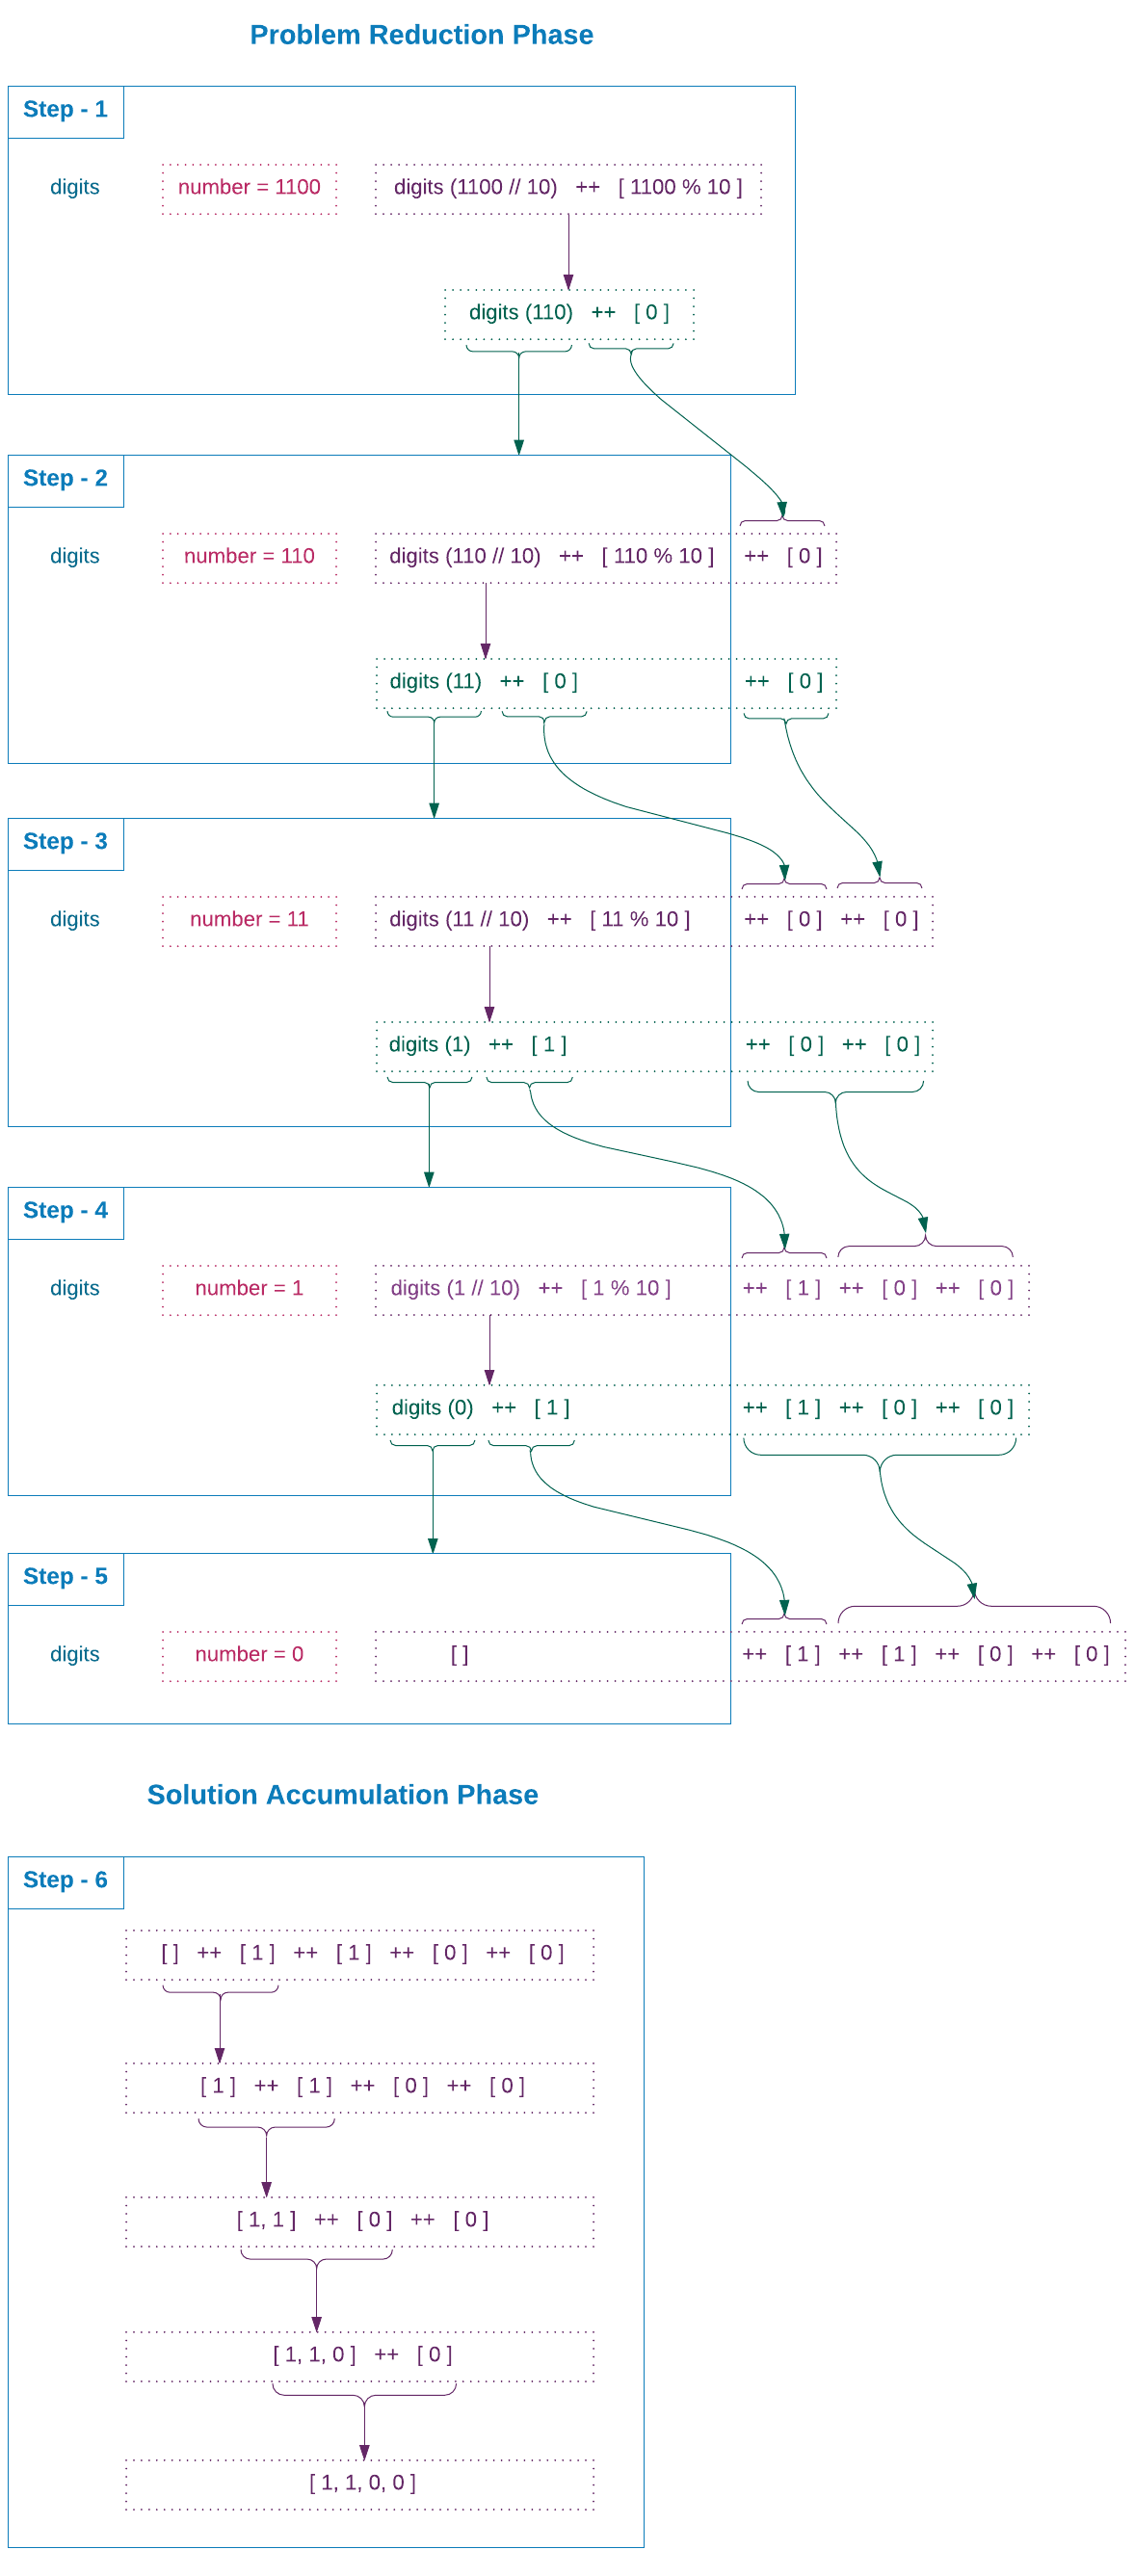 Problem Reduction Phase
Step - 1
digits number = 1100 digits (1100 // 10) ++ [ 1100 % 10 ]
digits (110) ++ [ 0 ]
Step - 2
digits number = 110 digits (110 // 10) ++ [ 110 % 10 ] ++ [ 0 ]
digits (11) ++ [ 0 ] ++ [ 0 ]
Step - 3
digits number = 11 digits (11 // 10) ++ [ 11 % 10 ] ++ [ 0 ] ++ [ 0 ]
digits (1) ++ [ 1 ] ++ [ 0 ] ++ [ 0 ]
Step - 4
digits number = 1 digits (1 // 10) ++ [ 1 % 10 ] ++ [ 1 ] ++ [ 0 ] ++ [ 0 ]
digits (0) ++ [ 1 ] ++ [ 1 ] ++ [ 0 ] ++ [ 0 ]
Step - 5
digits number = 0 [ ] ++ [ 1 ] ++ [ 1 ] ++ [ 0 ] ++ [ 0 ]
Solution Accumulation Phase
Step - 6
[ ] ++ [ 1 ] ++ [ 1 ] ++ [ 0 ] ++ [ 0 ]
[ 1 ] ++ [ 1 ] ++ [ 0 ] ++ [ 0 ]
[ 1, 1 ] ++ [ 0 ] ++ [ 0 ]
[ 1, 1, 0 ] ++ [ 0 ]
[ 1, 1, 0, 0 ]